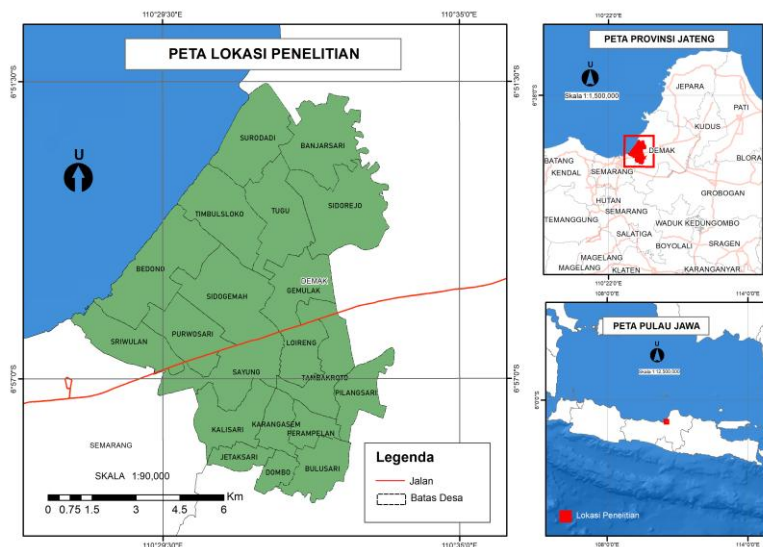 110°29'30"E
110°35'0"E
PETA LOKASI PENELITIAN
6°51'30"S
6°51'30"S
U
SURODADI
BANJARSARI
TUGU
SIDOREJO
TIMBULSLOKO
BEDONO
DEMAK
SIDOGEMAH
GEMULAK
SRIWULAN
PURWOSARI
LOIRENG
6°57'0"S
6°57'0"S
SAYUNG
TAMBAKROTO
PILANGSARI
KALISARI
KARANGASEM
PERAMPELAN
SEMARANG
JETAKSARI
DOMBO
BULUSARI
SKALA 1:90,000
Km
0 0.75 1.5 3 4.5 6
Legenda
Jalan
Batas Desa
110°29'30"E
110°35'0"E
110°22'0"E
PETA PROVINSI JATENG
U
Skala 1:1,500,000
JEPARA
PATI
KUDUS
DEMAK
BATANG
SEMARANG
BLORA
KENDAL
GROBOGAN
HUTAN
SEMARANG
TEMANGGUNG
WADUK KEDUNGOMBO
SALATIGA
BOYOLALI
SRAGEN
MAGELANG
MAGELANG
KLATEN
KARANGANYAR
110°22'0"E
108°0'0"E
114°0'0"E
PETA PULAU JAWA
U
Skala 1:12,500,000
Lokasi Penelitian
108°0'0"E
114°0'0"E